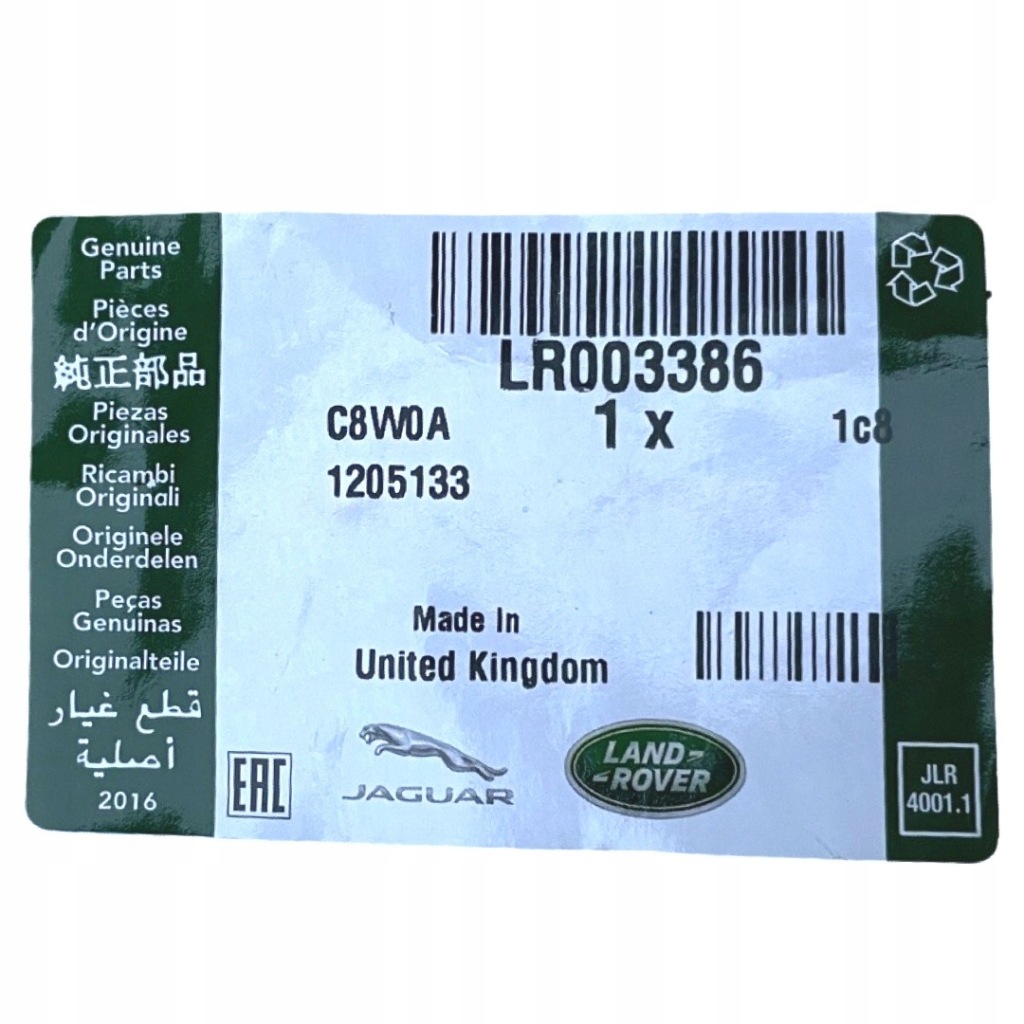 Genuine
Parts
Pièces
d'Origine
純正部品
Piezas
Originales
Ricambi
Originali
Originele
Onderdelen
Peças
Genuinas
Originalteile
قطع غيار
أصلية
2016
LR003386
C8W0A
1 x
1c8
1205133
Made In
United Kingdom
EAC
JAGUAR
LAND-
-ROVER
JLR
4001.1